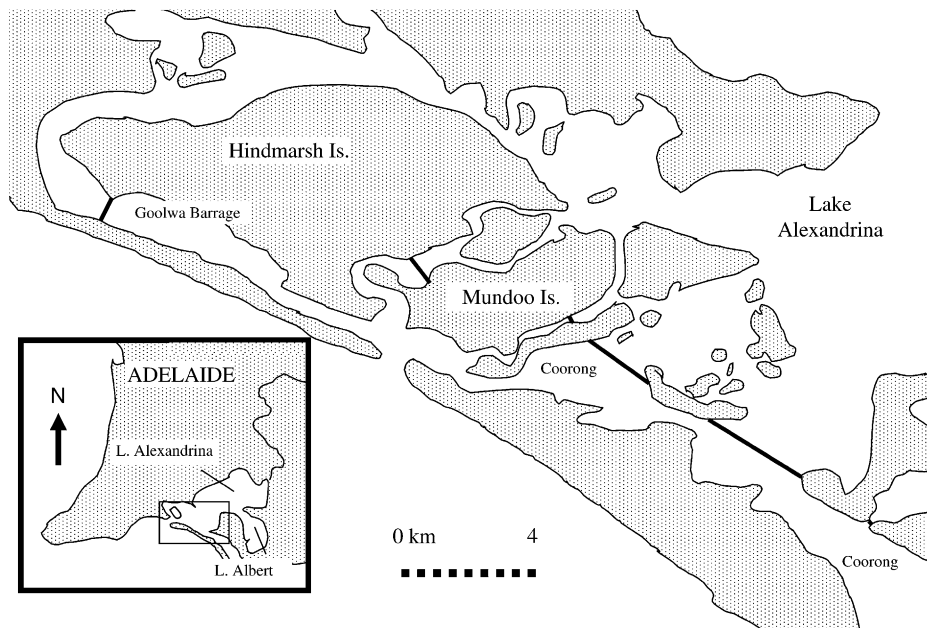 Hindmarsh Is.
Goolwa Barrage
Lake
Alexandrina
Mundoo Is.
Coorong
ADELAIDE
N
L. Alexandrina
L. Albert
0 km 4
Coorong